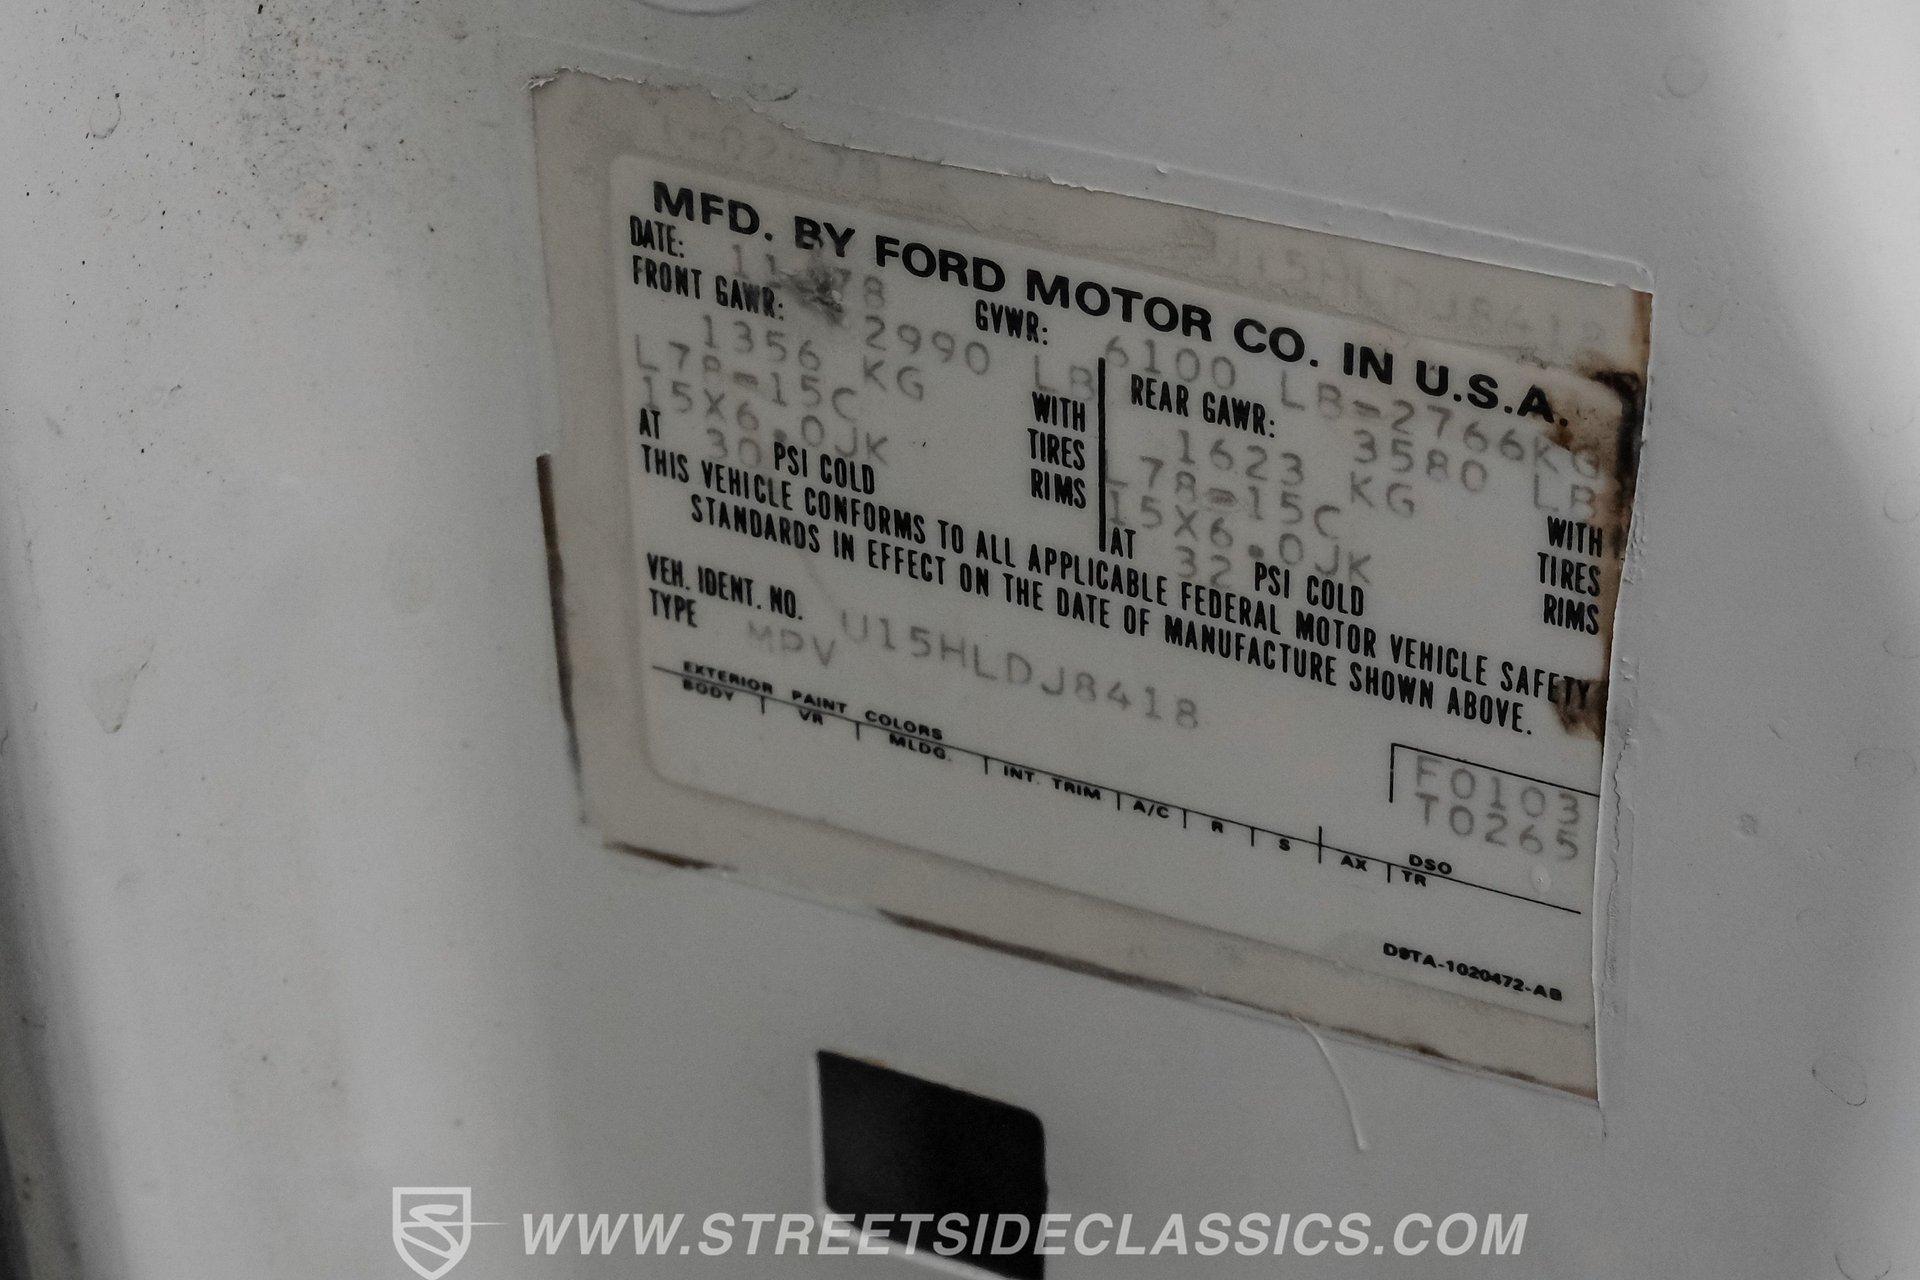 MFD. BY FORD MOTOR CO. IN U.S.A.
DATE: 11 78 GVWR: 6100 LB=2766KG
FRONT GAWR: 2990 LB
1356 KG WITH
L78=15C TIRES
15X6.0JK RIMS
AT 30 PSI COLD
REAR GAWR: 3580 LB
1623 KG WITH
L78=15C TIRES
15X6.0JK RIMS
AT 32 PSI COLD
THIS VEHICLE CONFORMS TO ALL APPLICABLE FEDERAL MOTOR VEHICLE SAFETY
STANDARDS IN EFFECT ON THE DATE OF MANUFACTURE SHOWN ABOVE.
VEH. IDENT. NO. U15HLDJ8418
TYPE MPV
F0103
T0265
EXTERIOR PAINT COLORS DSO
BODY VR MLDG. INT. TRIM A/C R S AX TR
D9TA-1020472-AB
WWW.STREETSIDECLASSICS.COM